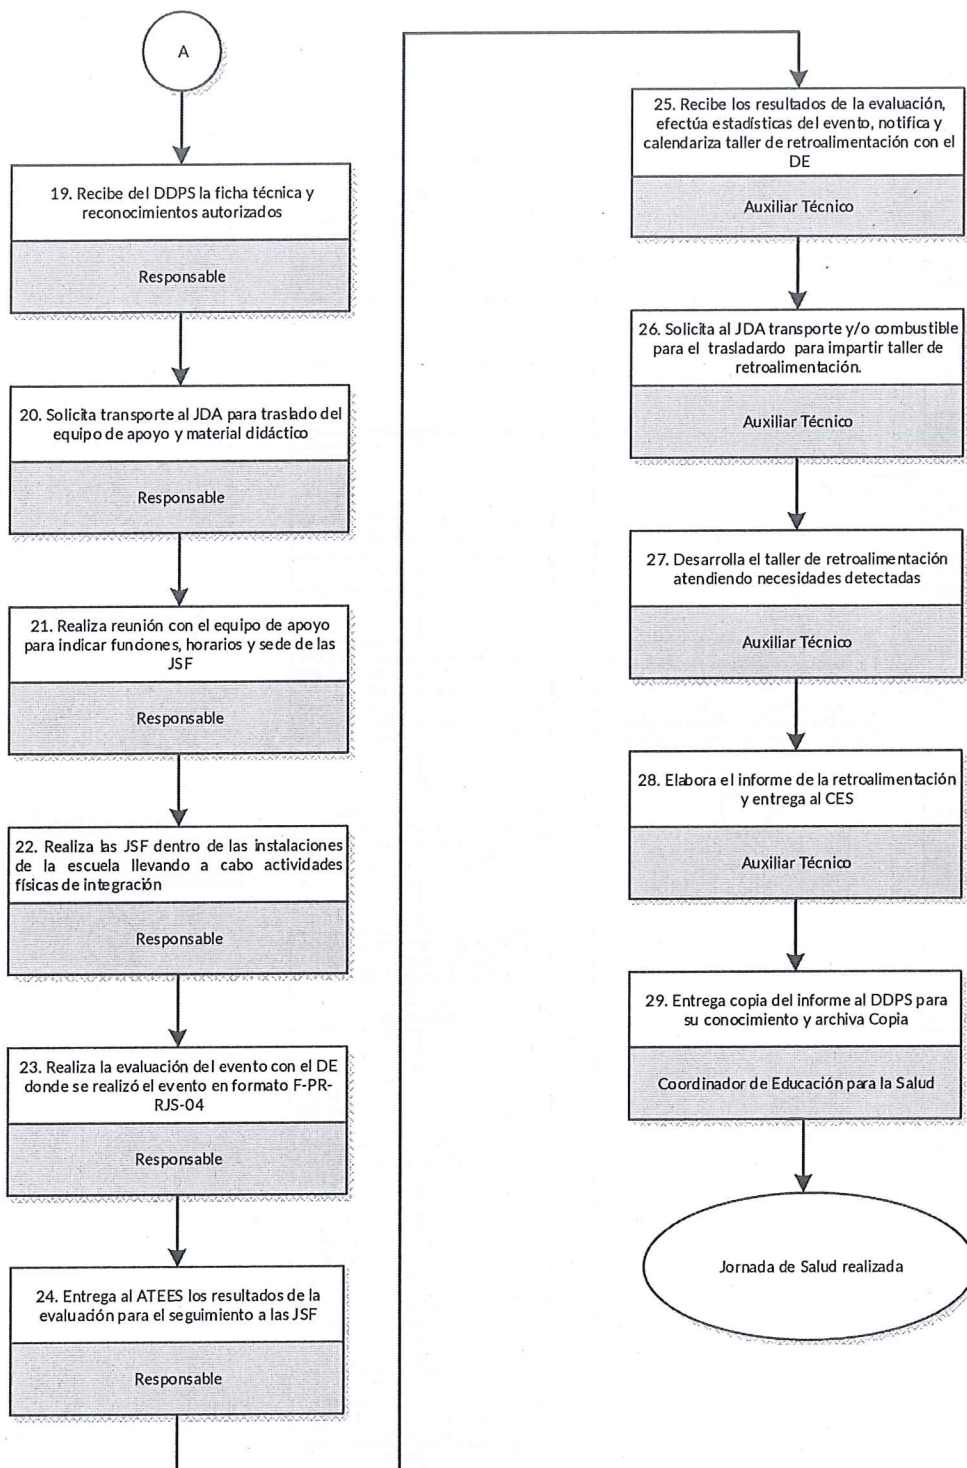 A
19. Recibe del DDPS la ficha técnica y
reconocimientos autorizados
Responsable
20. Solicita transporte al JDA para traslado del
equipo de apoyo y material didáctico
Responsable
21. Realiza reunión con el equipo de apoyo
para indicar funciones, horarios y sede de las
JSF
Responsable
22. Realiza las JSF dentro de las instalaciones
de la escuela llevando a cabo actividades
físicas de integración
Responsable
23. Realiza la evaluación del evento con el DE
donde se realizó el evento en formato F-PR-
RJS-04
Responsable
24. Entrega al ATEES los resultados de la
evaluación para el seguimiento a las JSF
Responsable
25. Recibe los resultados de la evaluación,
efectúa estadísticas del evento, notifica y
calendariza taller de retroalimentación con el
DE
Auxiliar Técnico
26. Solicita al JDA transporte y/o combustible
para el trasladardo para impartir taller de
retroalimentación.
Auxiliar Técnico
27. Desarrolla el taller de retroalimentación
atendiendo necesidades detectadas
Auxiliar Técnico
28. Elabora el informe de la retroalimentación
y entrega al CES
Auxiliar Técnico
29. Entrega copia del informe al DDPS para
su conocimiento y archiva Copia
Coordinador de Educación para la Salud
Jornada de Salud realizada